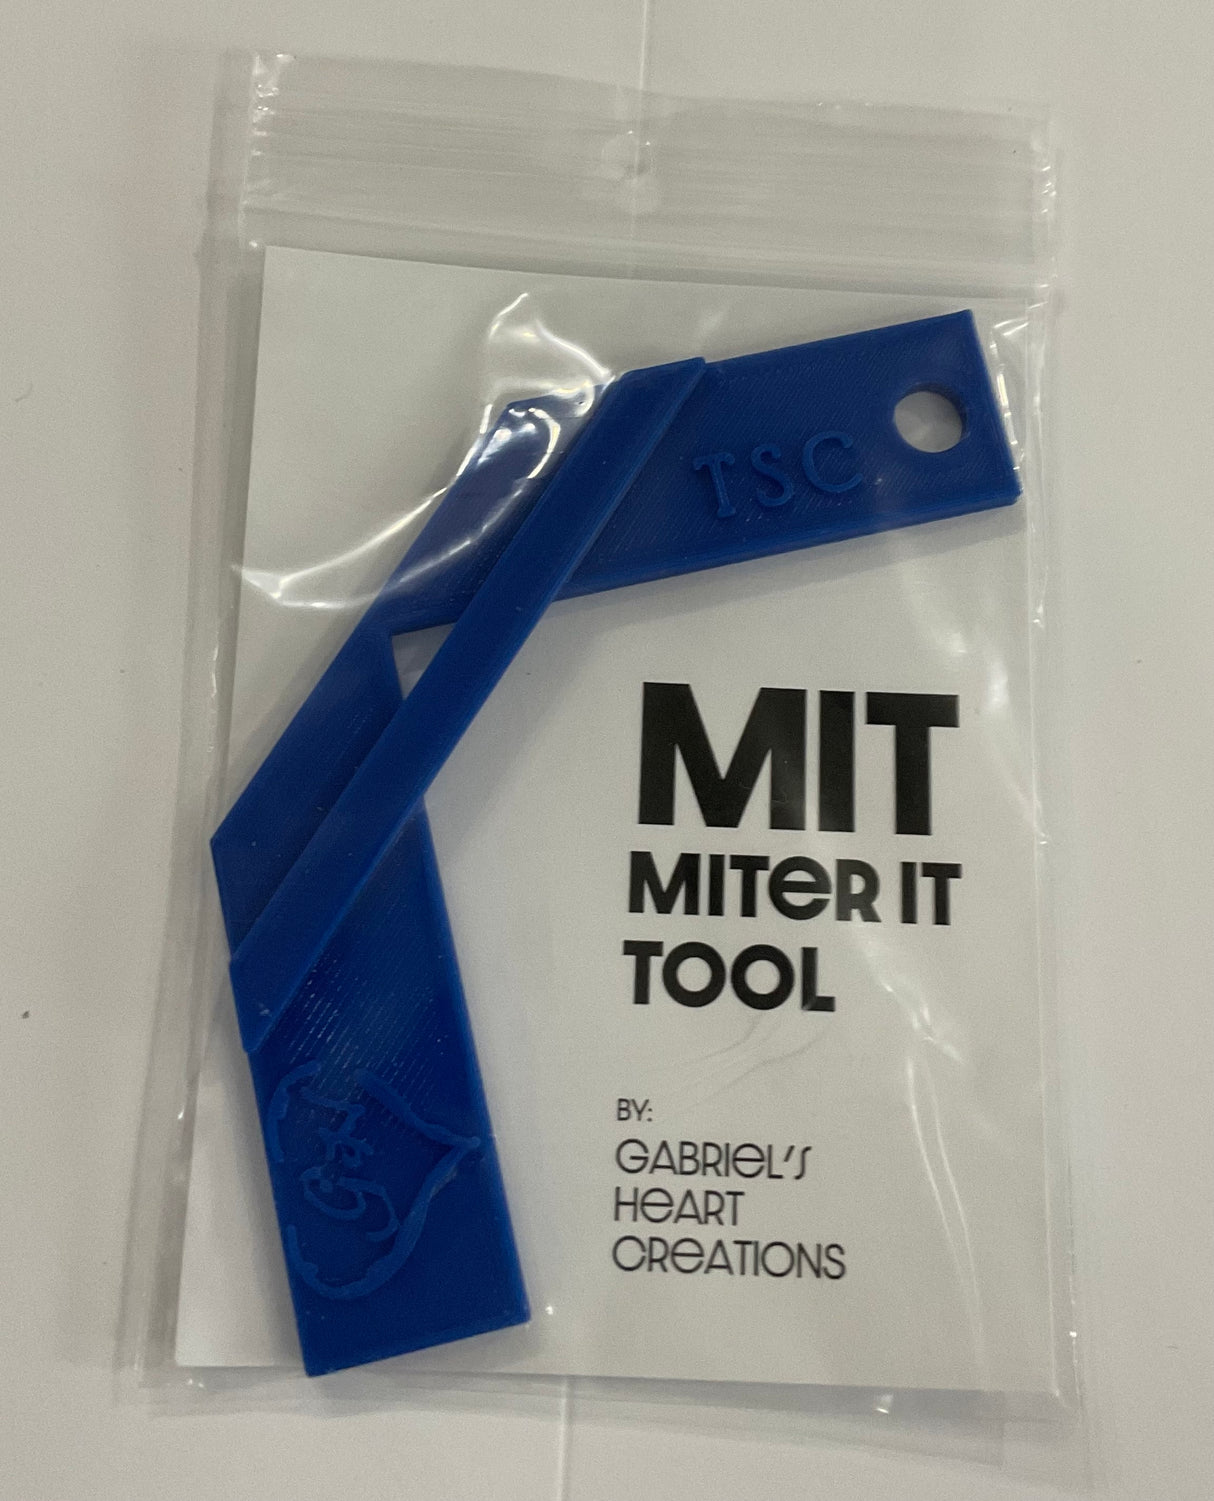 TSC
MIT
MITER IT
TOOL
BY:
GABRIEL'S
HEART
CREATIONS